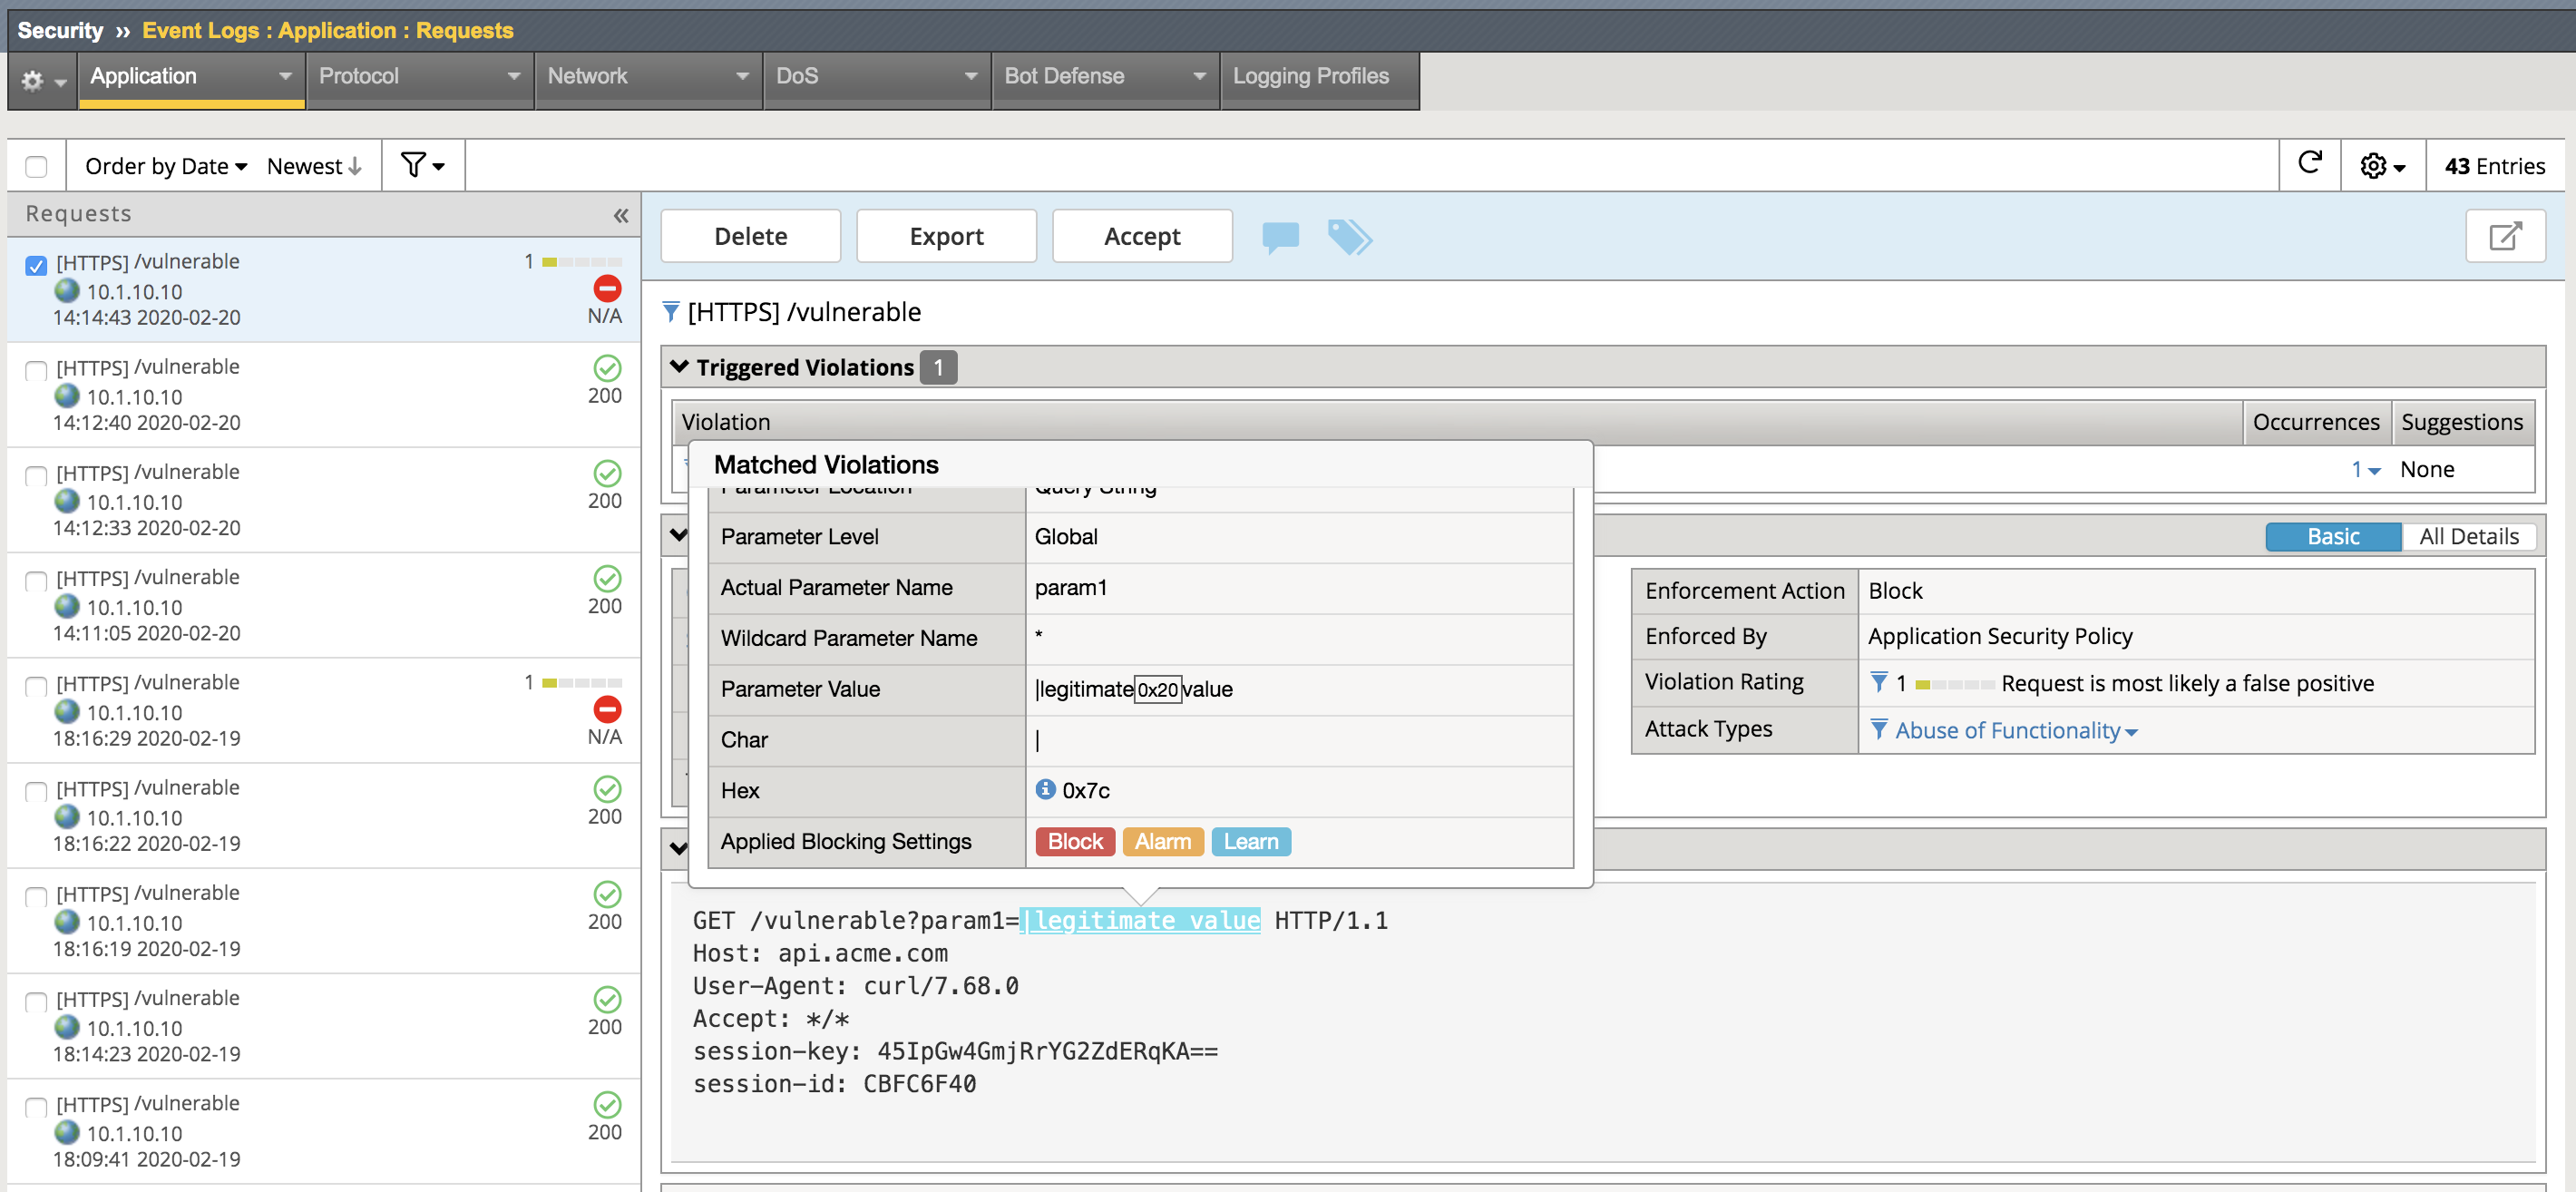 Security » Event Logs : Application : Requests
Application Protocol Network DoS Bot Defense Logging Profiles
Order by Date Newest 43 Entries
Requests «
[HTTPS] /vulnerable 1
10.1.10.10
14:14:43 2020-02-20 N/A
[HTTPS] /vulnerable
10.1.10.10 200
14:12:40 2020-02-20
[HTTPS] /vulnerable
10.1.10.10 200
14:12:33 2020-02-20
[HTTPS] /vulnerable
10.1.10.10 200
14:11:05 2020-02-20
[HTTPS] /vulnerable 1
10.1.10.10
18:16:29 2020-02-19 N/A
[HTTPS] /vulnerable
10.1.10.10 200
18:16:22 2020-02-19
[HTTPS] /vulnerable
10.1.10.10 200
18:16:19 2020-02-19
[HTTPS] /vulnerable
10.1.10.10 200
18:14:23 2020-02-19
[HTTPS] /vulnerable
10.1.10.10 200
18:09:41 2020-02-19
Delete Export Accept
[HTTPS] /vulnerable
Triggered Violations 1
Violation Occurrences Suggestions
1 None
Matched Violations
Parameter Location Query String
Parameter Level Global
Actual Parameter Name param1
Wildcard Parameter Name *
Parameter Value |legitimate0x20value
Char |
Hex 0x7c
Applied Blocking Settings Block Alarm Learn
Basic All Details
Enforcement Action Block
Enforced By Application Security Policy
Violation Rating 1 Request is most likely a false positive
Attack Types Abuse of Functionality
GET /vulnerable?param1=|legitimate value HTTP/1.1
Host: api.acme.com
User-Agent: curl/7.68.0
Accept: */*
session-key: 45IpGw4GmjRrYG2ZdERqKA==
session-id: CBFC6F40